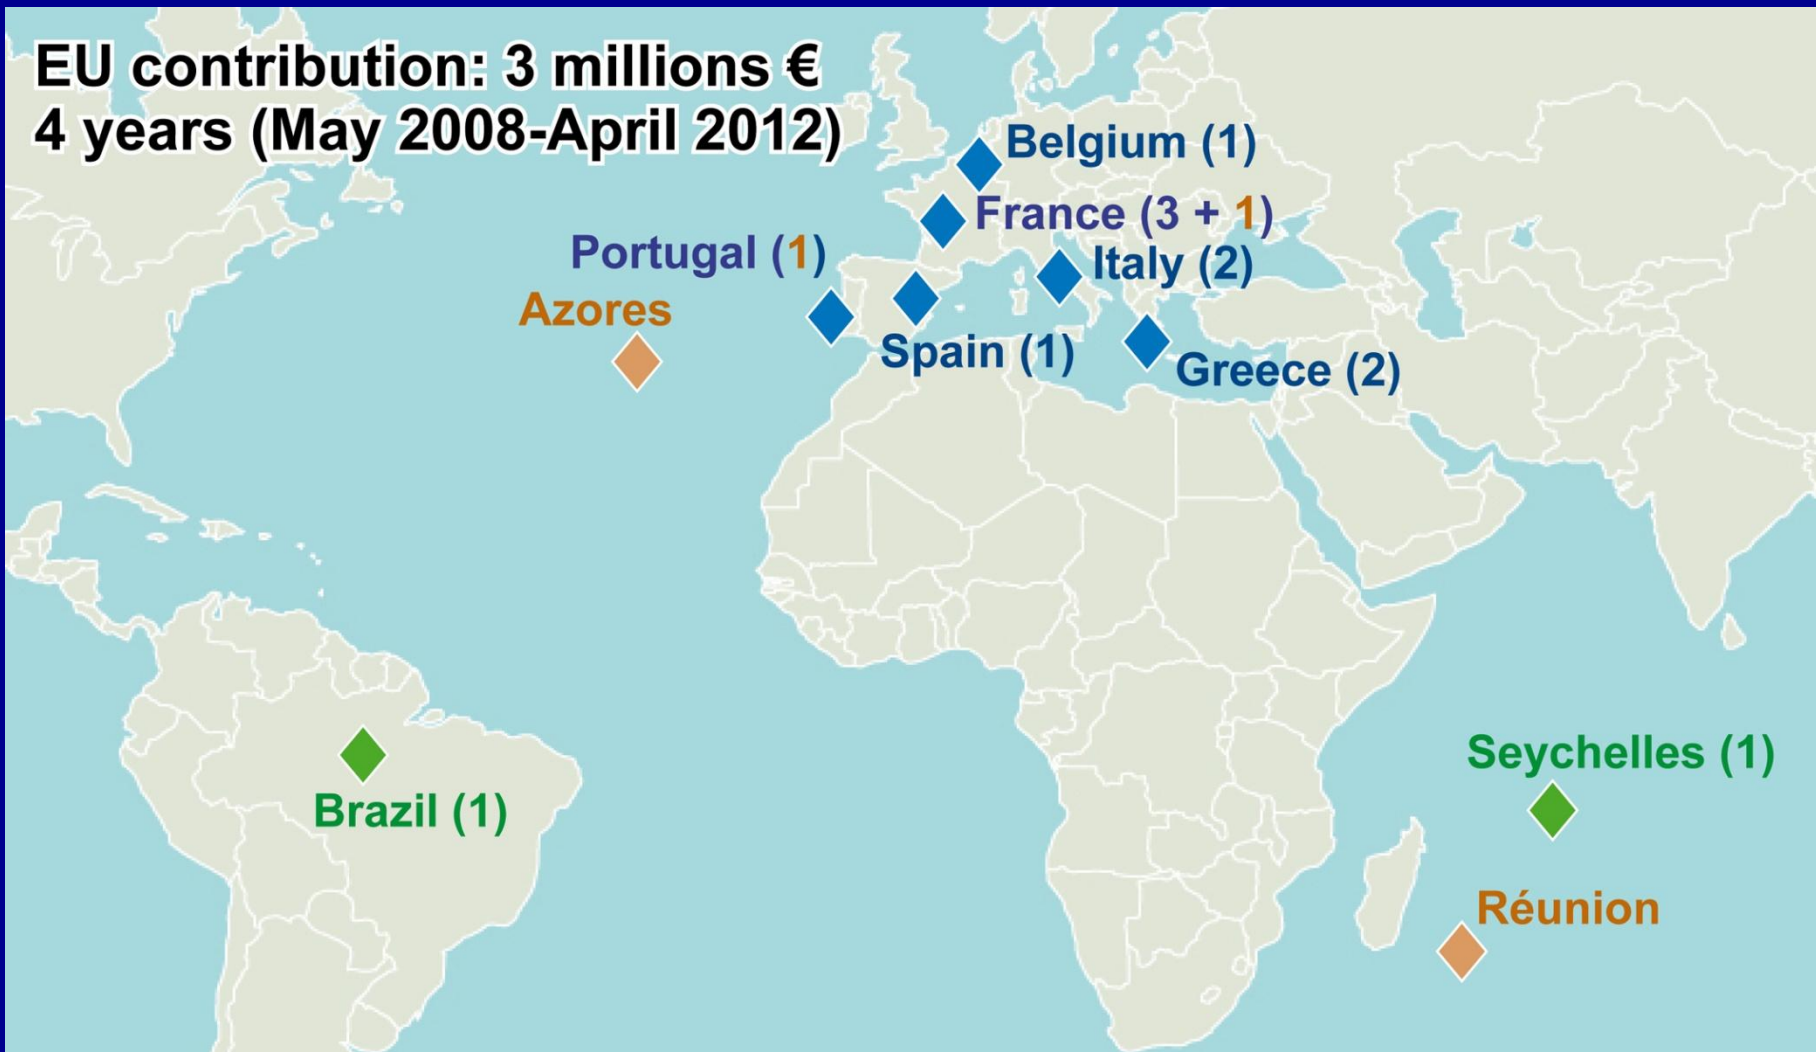 EU contribution: 3 millions €
4 years (May 2008-April 2012)
Belgium (1)
France (3 + 1)
Portugal (1)
Italy (2)
Azores
Spain (1)
Greece (2)
Seychelles (1)
Brazil (1)
Réunion